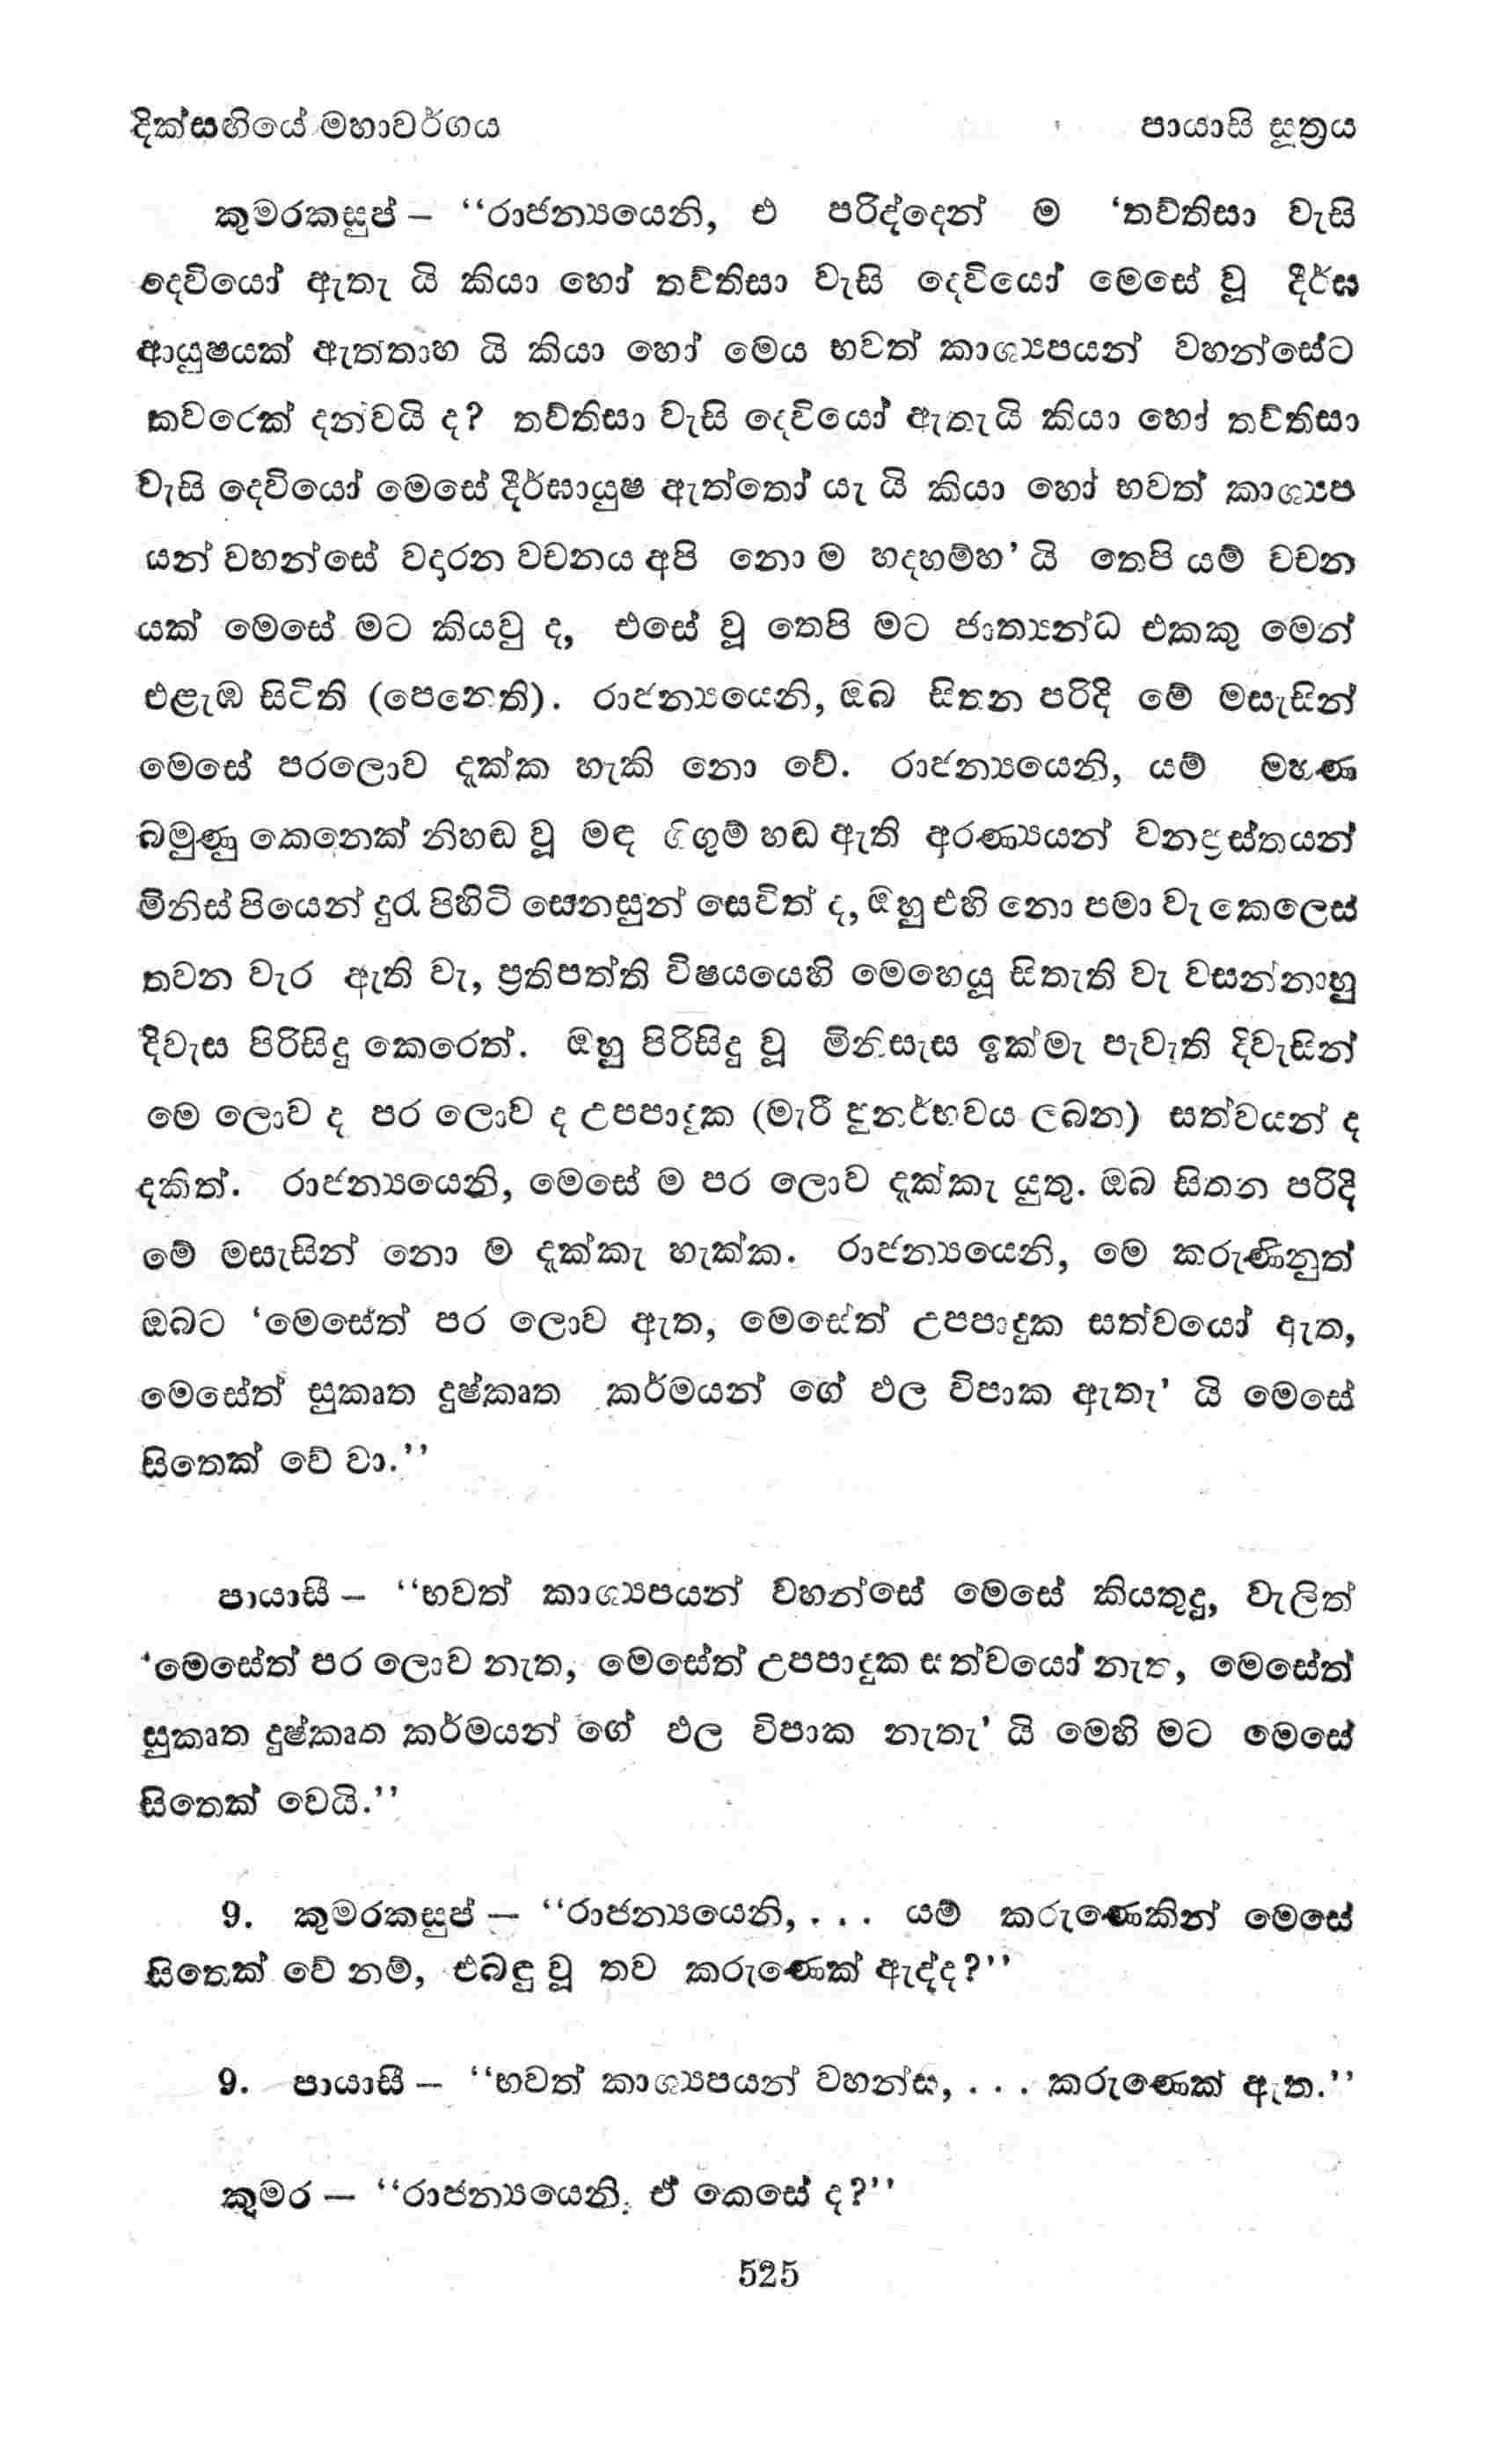 දික්සඟියේ මහාවර්ගය
පායාසි සූත්‍රය
කුමරකසුප් – ‘‘රාජන්‍යයෙනි, එ පරිද්දෙන් ම ‘තව්තිසා වැසි
දෙවියෝ ඇතැ යි කියා හෝ තව්තිසා වැසි දෙවියෝ මෙසේ වූ දීර්ඝ
ආයුෂයක් ඇත්තාහ යි කියා හෝ මෙය භවත් කාශ්‍යපයන් වහන්සේට
කවරෙක් දන්වයි ද? තව්තිසා වැසි දෙවියෝ ඇතැයි කියා හෝ තව්තිසා
වැසි දෙවියෝ මෙසේ දීර්ඝායුෂ ඇත්තෝ යැ යි කියා හෝ භවත් කාශ්‍යප
යන් වහන්සේ වදාරන වචනය අපි නො ම හදහම්හ’ යි තෙපි යම් වචන
යක් මෙසේ මට කියවු ද, එසේ වූ තෙපි මට ජාත්‍යන්ධ එකකු මෙන්
එළැඹ සිටිති (පෙනෙති). රාජන්‍යයෙනි, ඔබ සිතන පරිදි මේ මසැසින්
මෙසේ පරලොව දැක්ක හැකි නො වේ. රාජන්‍යයෙනි, යම් මහණ
බමුණු කෙනෙක් නිහඬ වූ මඳ ගිගුම් හඬ ඇති අරණ්‍යයන් වනප්‍රස්තයන්
මිනිස් පියෙන් දුරැ පිහිටි සෙනසුන් සෙවිත් ද, ඔහු එහි නො පමා වැ කෙලෙස්
තවන වැර ඇති වැ, ප්‍රතිපත්ති විෂයයෙහි මෙහෙයූ සිතැති වැ වසන්නාහු
දිවැස පිරිසිදු කෙරෙත්. ඔහු පිරිසිදු වූ මිනිසැස ඉක්මැ පැවැති දිවැසින්
මෙ ලොව ද පර ලොව ද උපපාදුක (මැරී පුනර්භවය ලබන) සත්වයන් ද
දකිත්. රාජන්‍යයෙනි, මෙසේ ම පර ලොව දැක්කැ යුතු. ඔබ සිතන පරිදි
මේ මසැසින් නො ම දැක්කැ හැක්ක. රාජන්‍යයෙනි, මෙ කරුණිනුත්
ඔබට ‘මෙසේත් පර ලොව ඇත, මෙසේත් උපපාදුක සත්වයෝ ඇත,
මෙසේත් සුකෘත දුෂ්කෘත කර්මයන් ගේ ඵල විපාක ඇතැ’ යි මෙසේ
සිතෙක් වේ වා.’’
පායාසී – ‘‘භවත් කාශ්‍යපයන් වහන්සේ මෙසේ කියතුදු, වැලිත්
‘මෙසේත් පර ලොව නැත, මෙසේත් උපපාදුක සත්වයෝ නැත, මෙසේත්
සුකෘත දුෂ්කෘත කර්මයන් ගේ ඵල විපාක නැතැ’ යි මෙහි මට මෙසේ
සිතෙක් වෙයි.’’
9. කුමරකසුප් – ‘‘රාජන්‍යයෙනි, . . . යම් කරුණෙකින් මෙසේ
සිතෙක් වේ නම්, එබඳු වූ තව කරුණෙක් ඇද්ද?’’
9. පායාසී – ‘‘භවත් කාශ්‍යපයන් වහන්ස, . . . කරුණෙක් ඇත.’’
කුමර – ‘‘රාජන්‍යයෙනි, ඒ කෙසේ ද?’’
525